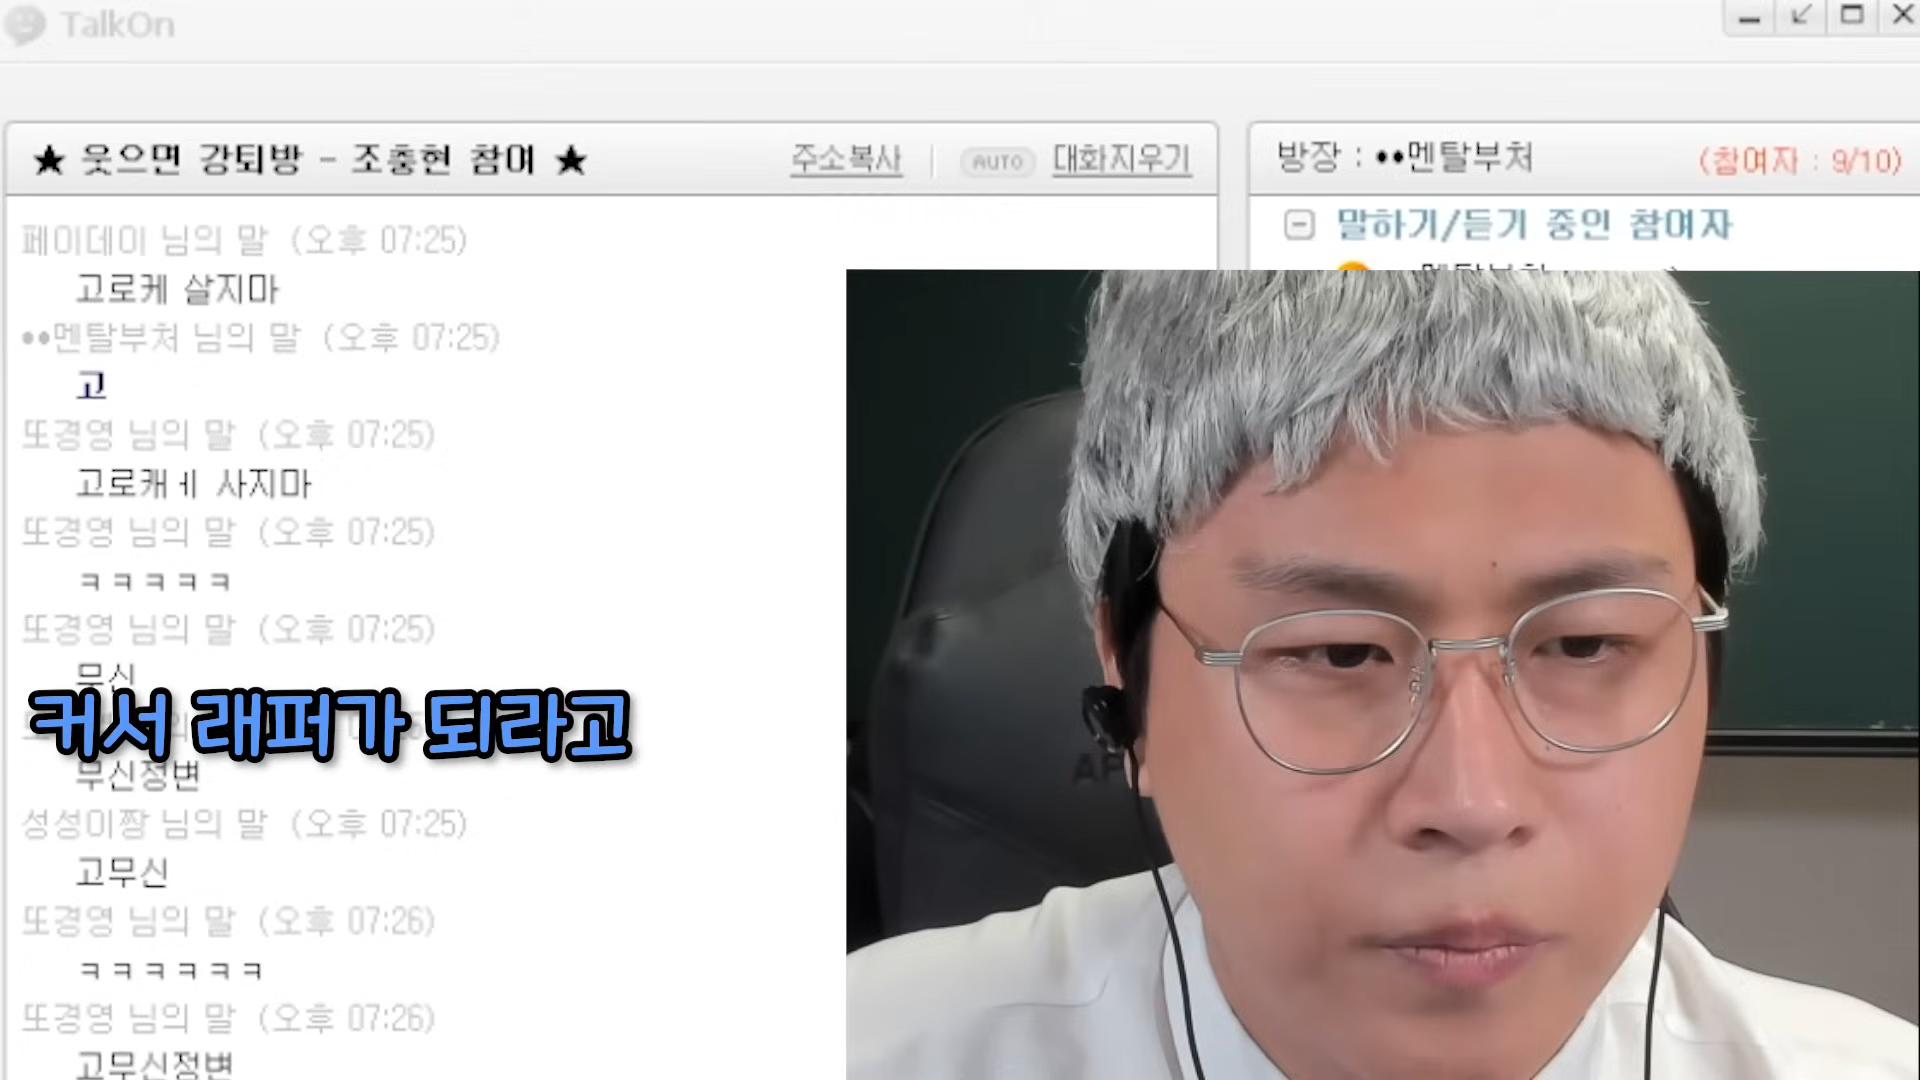 TalkOn
★ 웃으면 강퇴방 - 조충현 참여 ★
주소복사
AUTO
대화지우기
방장 : ●●멘탈부처
(참여자 : 9/10)
말하기/듣기 중인 참여자
페이데이 님의 말 (오후 07:25)
고로케 살지마
●●멘탈부처 님의 말 (오후 07:25)
고
또경영 님의 말 (오후 07:25)
고로캐ㅔ 사지마
또경영 님의 말 (오후 07:25)
ㅋㅋㅋㅋㅋ
또경영 님의 말 (오후 07:25)
무신
커서 래퍼가 되라고
무신정변
성성이짱 님의 말 (오후 07:25)
고무신
또경영 님의 말 (오후 07:26)
ㅋㅋㅋㅋㅋㅋ
또경영 님의 말 (오후 07:26)
고무신정변